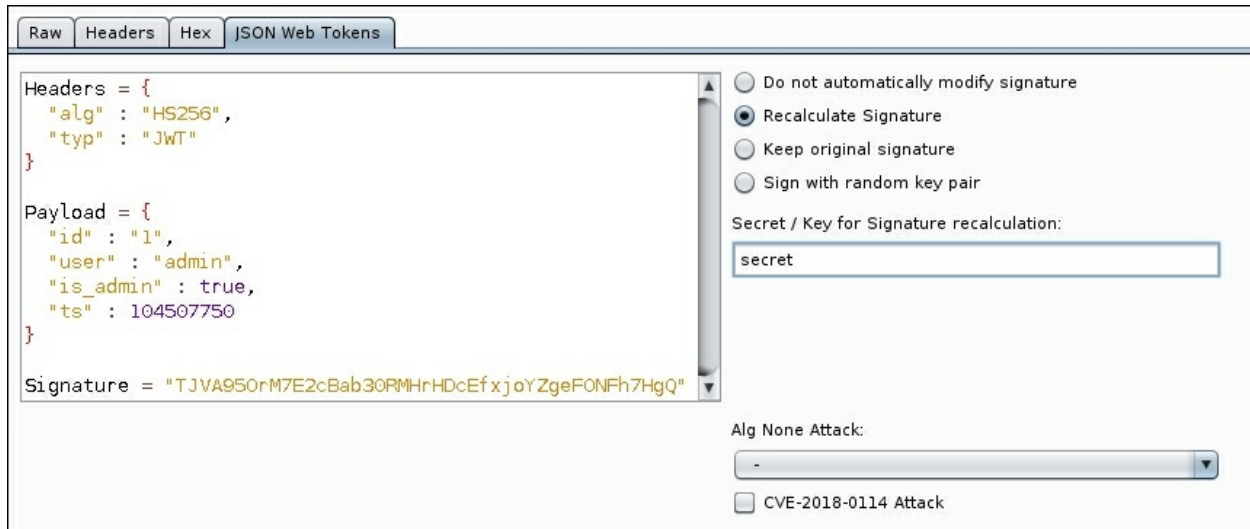 Raw Headers Hex JSON Web Tokens
Headers = {
"alg" : "HS256",
"typ" : "JWT"
}
Payload = {
"id" : "1",
"user" : "admin",
"is_admin" : true,
"ts" : 104507750
}
Signature = "TJVA95OrM7E2cBab30RMHrHDcEfxjoYZgeFONFh7HgQ"
Do not automatically modify signature
Recalculate Signature
Keep original signature
Sign with random key pair
Secret / Key for Signature recalculation:
secret
Alg None Attack:
-
CVE-2018-0114 Attack